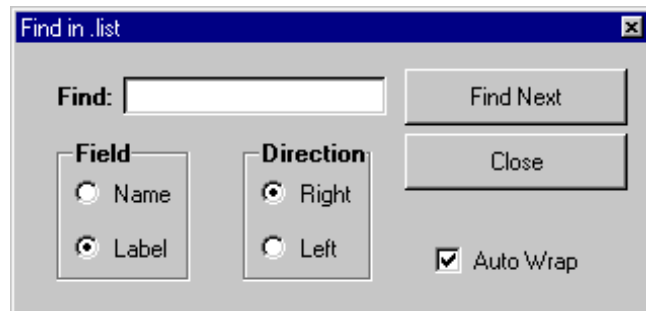 Find in .list
Find:
Find Next
Field
Direction
Close
Name
Right
Label
Left
Auto Wrap